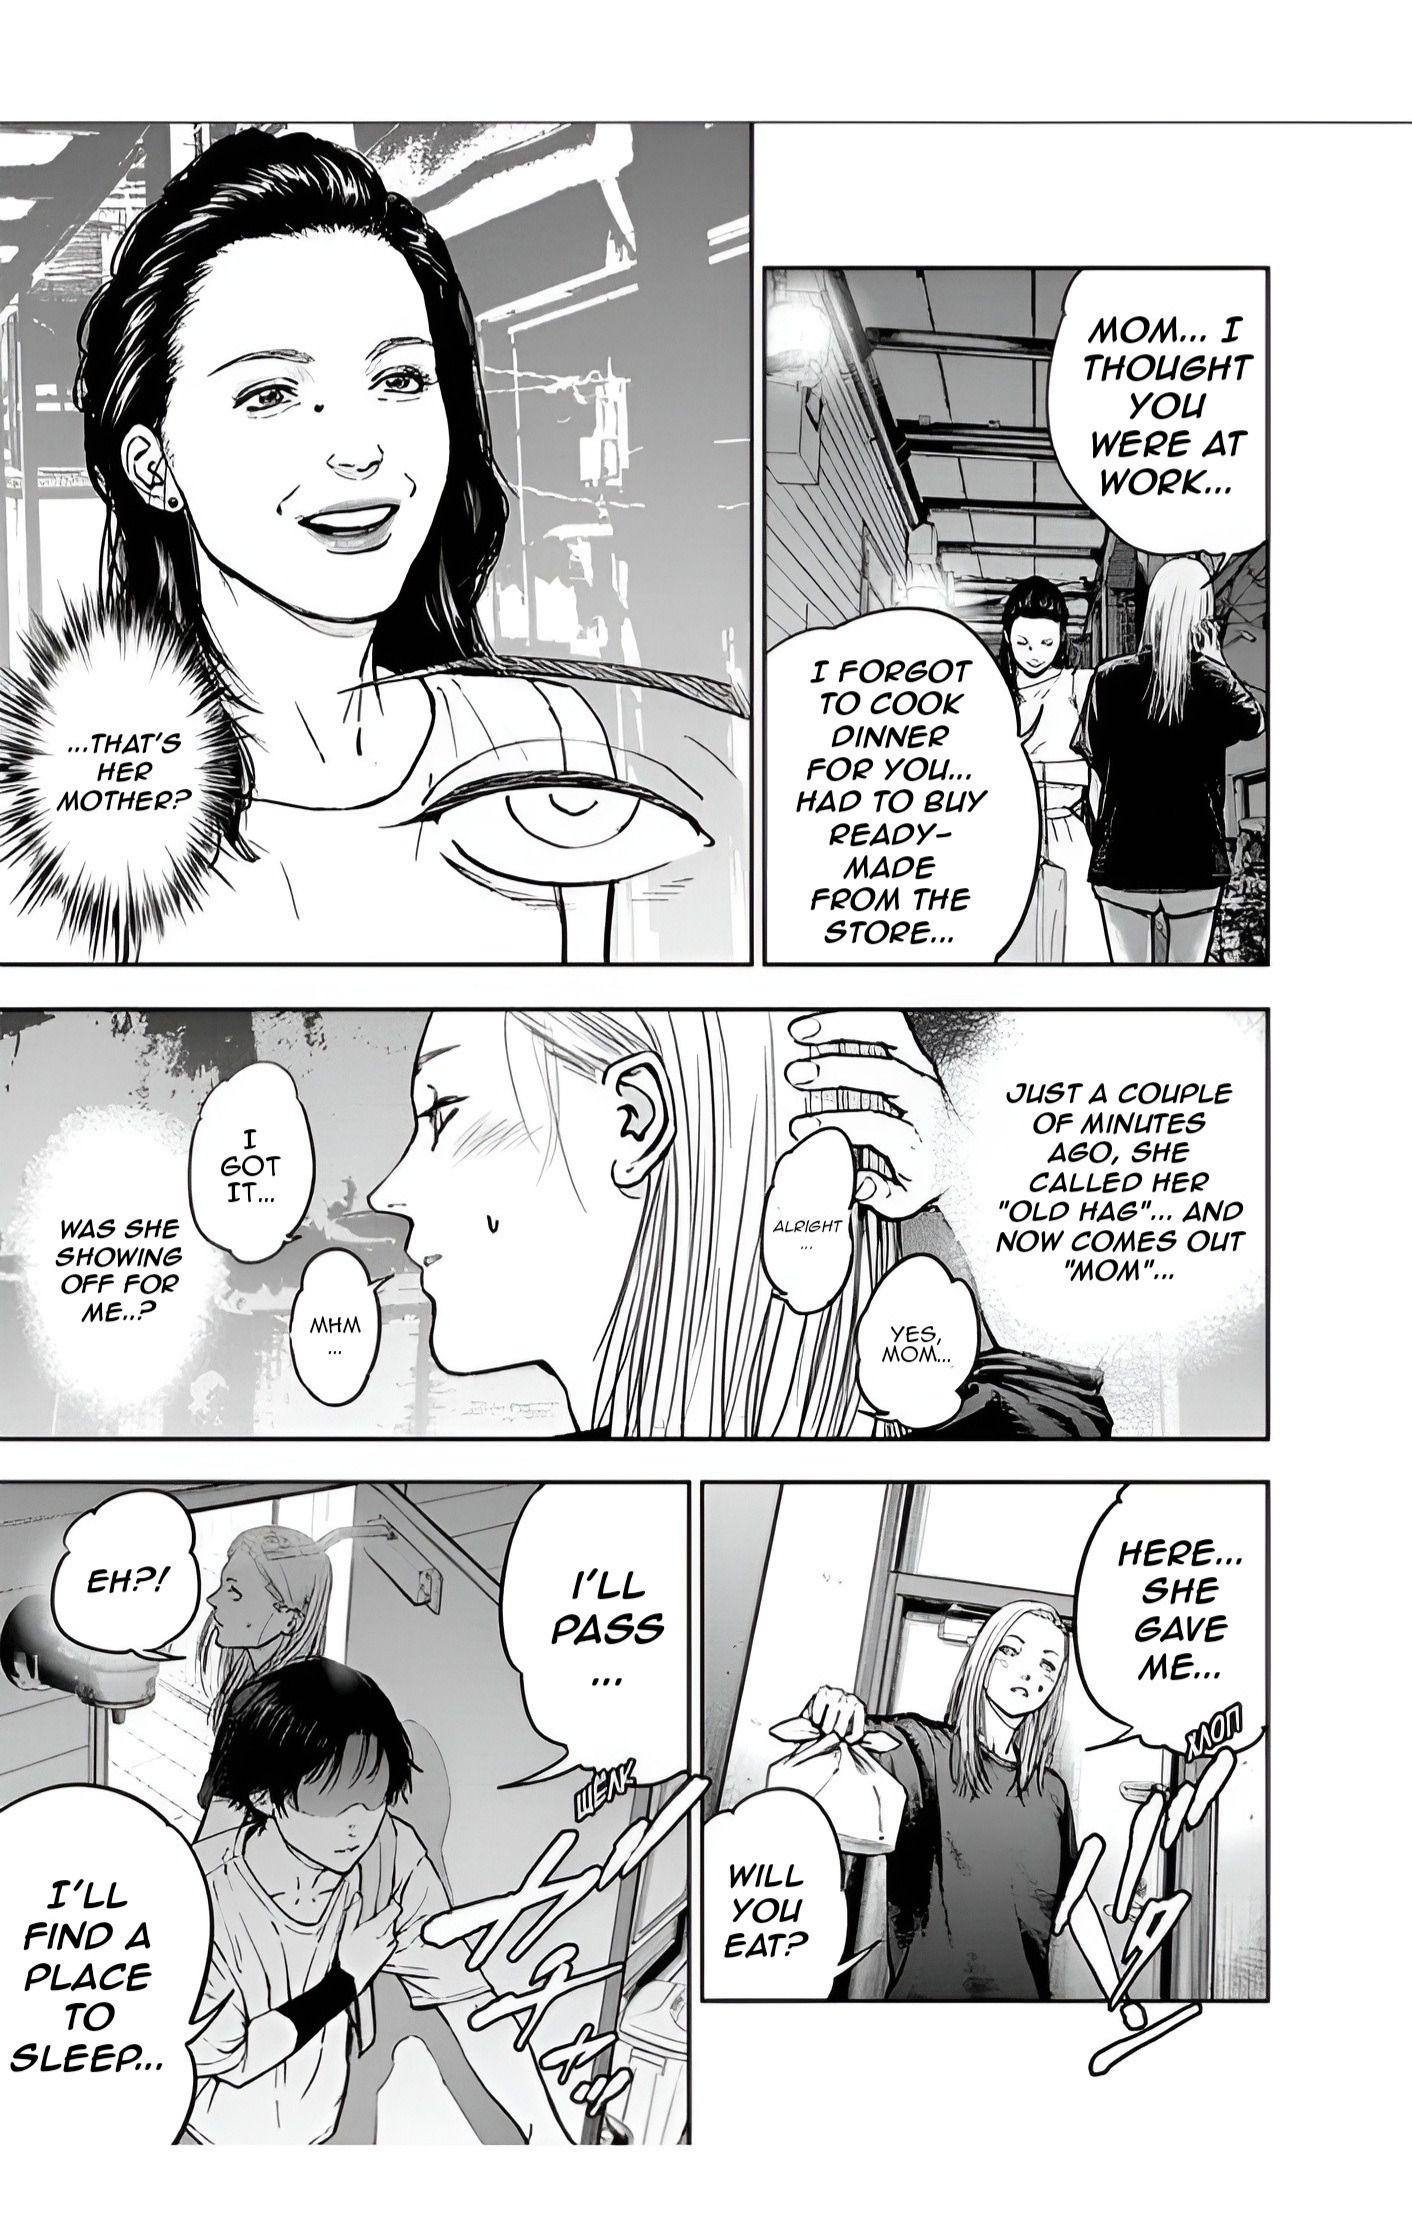 MOM... I
THOUGHT
YOU
WERE AT
WORK...
I FORGOT
TO COOK
DINNER
FOR YOU...
HAD TO BUY
READY-
MADE
FROM THE
STORE...
...THAT'S
HER
MOTHER?
JUST A COUPLE
OF MINUTES
AGO, SHE
CALLED HER
"OLD HAG"... AND
NOW COMES OUT
"MOM"...
YES,
MOM...
ALRIGHT
...
MHM
...
I
GOT
IT...
WAS SHE
SHOWING
OFF FOR
ME..?
HERE...
SHE
GAVE
ME...
ХЛОП
WILL
YOU
EAT?
I'LL
PASS
...
ЩЁЛК
EH?!
I'LL
FIND A
PLACE
TO
SLEEP...